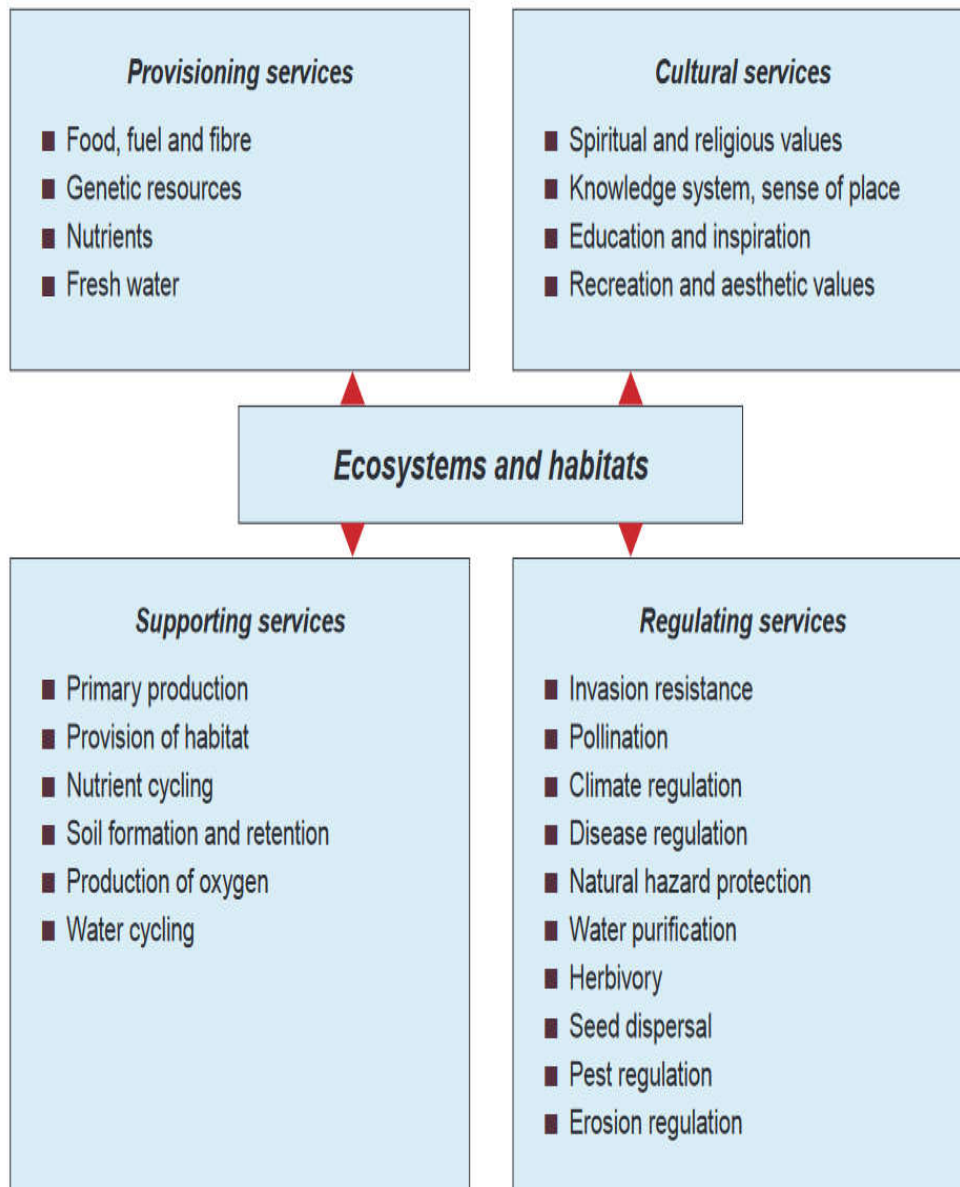 Provisioning services
Food, fuel and fibre
Genetic resources
Nutrients
Fresh water
Cultural services
Spiritual and religious values
Knowledge system, sense of place
Education and inspiration
Recreation and aesthetic values
Ecosystems and habitats
Supporting services
Primary production
Provision of habitat
Nutrient cycling
Soil formation and retention
Production of oxygen
Water cycling
Regulating services
Invasion resistance
Pollination
Climate regulation
Disease regulation
Natural hazard protection
Water purification
Herbivory
Seed dispersal
Pest regulation
Erosion regulation